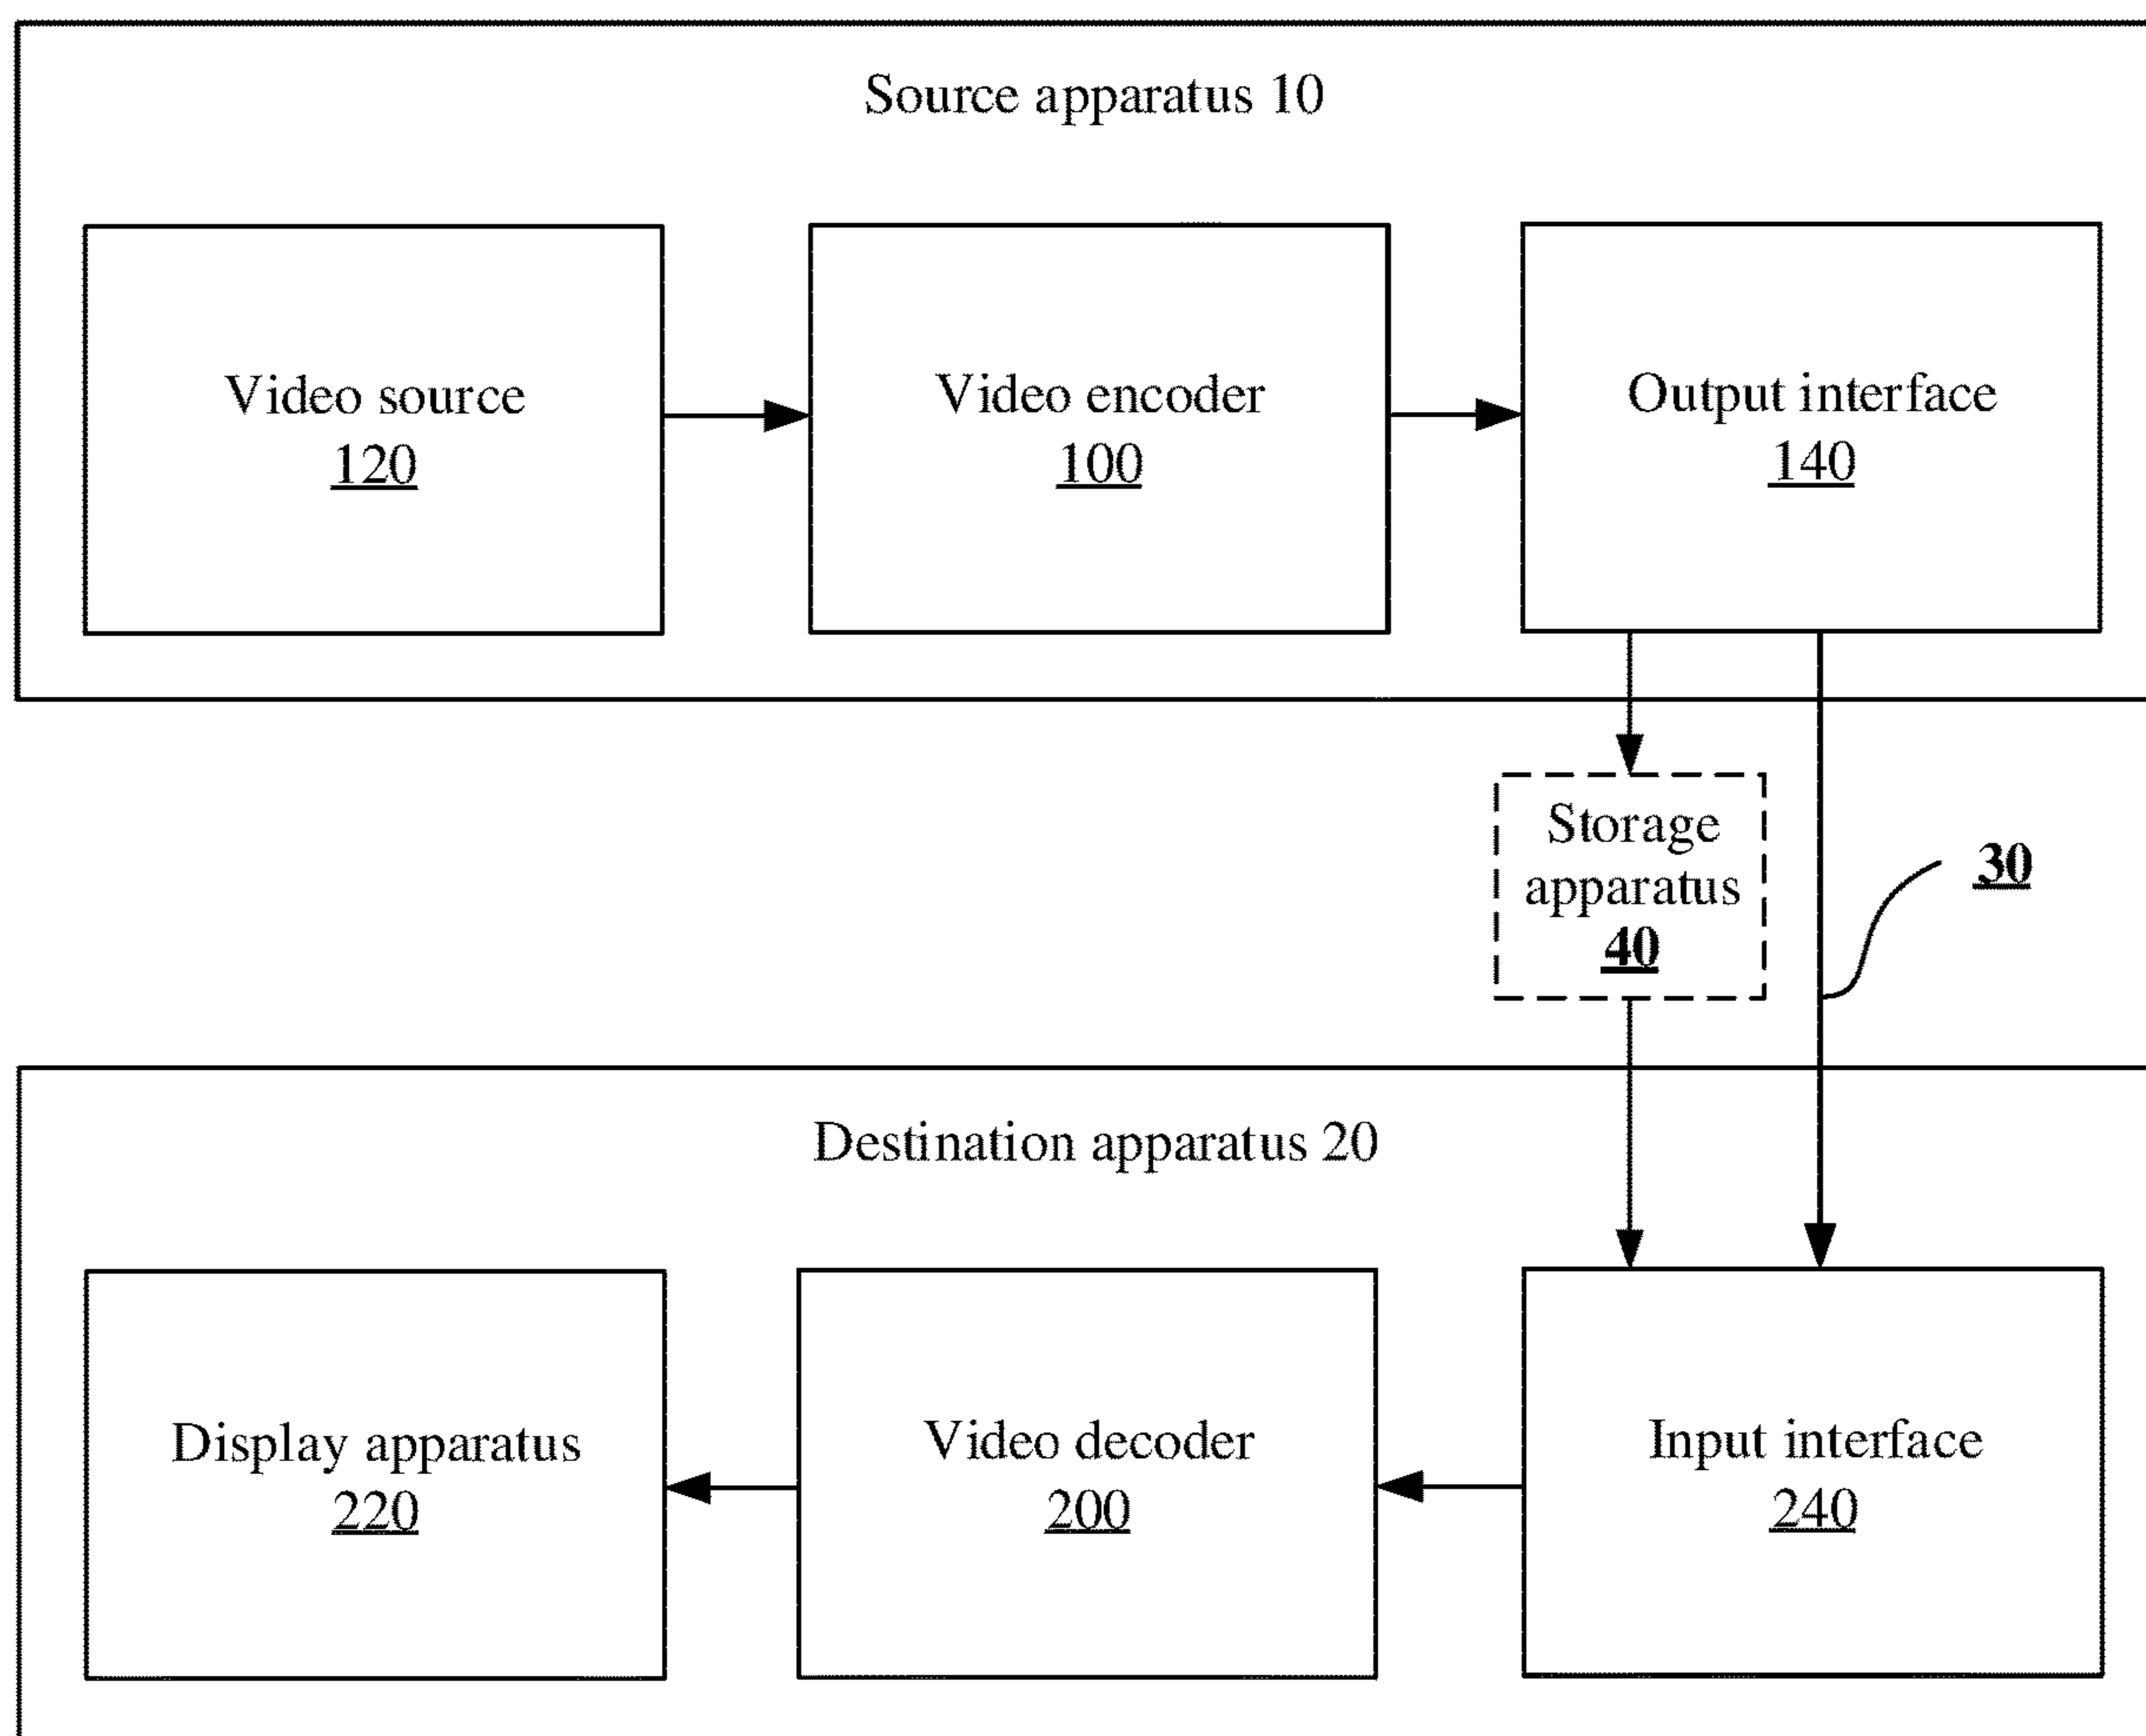 Source apparatus 10
Video source
120
Video encoder
100
Output interface
140
Storage
apparatus
40
30
Destination apparatus 20
Display apparatus
220
Video decoder
200
Input interface
240